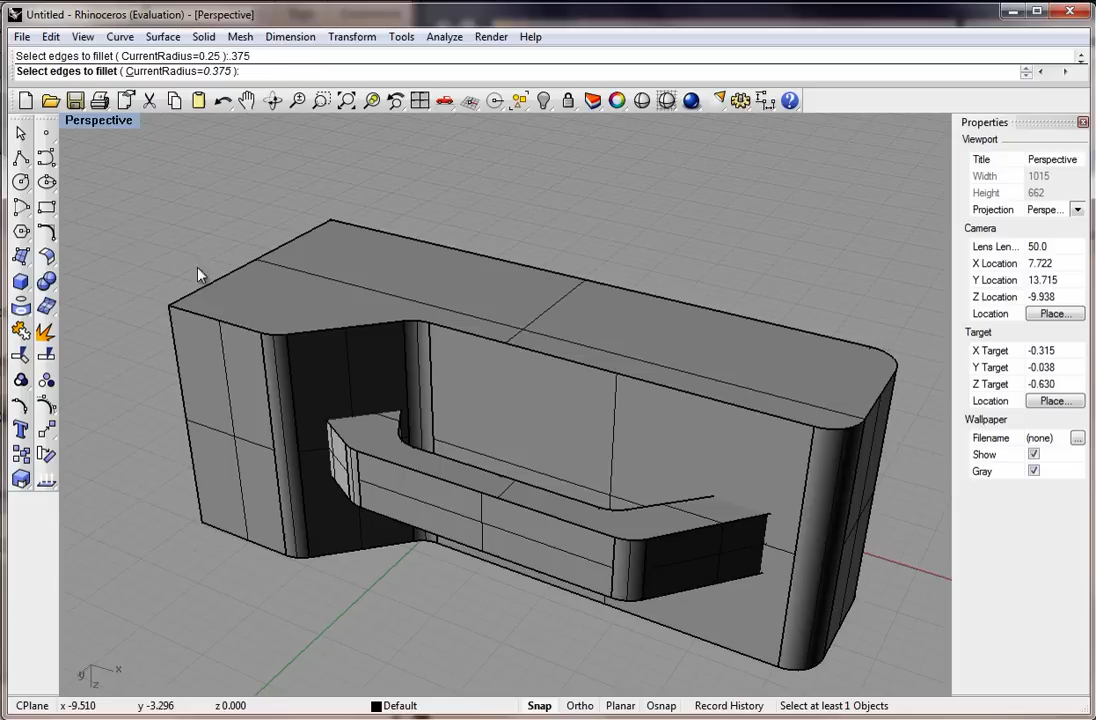 Untitled - Rhinoceros (Evaluation) - [Perspective]
File Edit View Curve Surface Solid Mesh Dimension Transform Tools Analyze Render Help
Select edges to fillet ( CurrentRadius=0.25 ):.375
Select edges to fillet ( CurrentRadius=0.375 ):
Perspective
Properties
Viewport
Title Perspective
Width 1015
Height 662
Projection Perspe...
Camera
Lens Len... 50.0
X Location 7.722
Y Location 13.715
Z Location -9.938
Location Place...
Target
X Target -0.315
Y Target -0.038
Z Target -0.630
Location Place...
Wallpaper
Filename (none) ...
Show
Gray
x
y
z
CPlane x -9.510 y -3.296 z 0.000 Default Snap Ortho Planar Osnap Record History Select at least 1 Objects